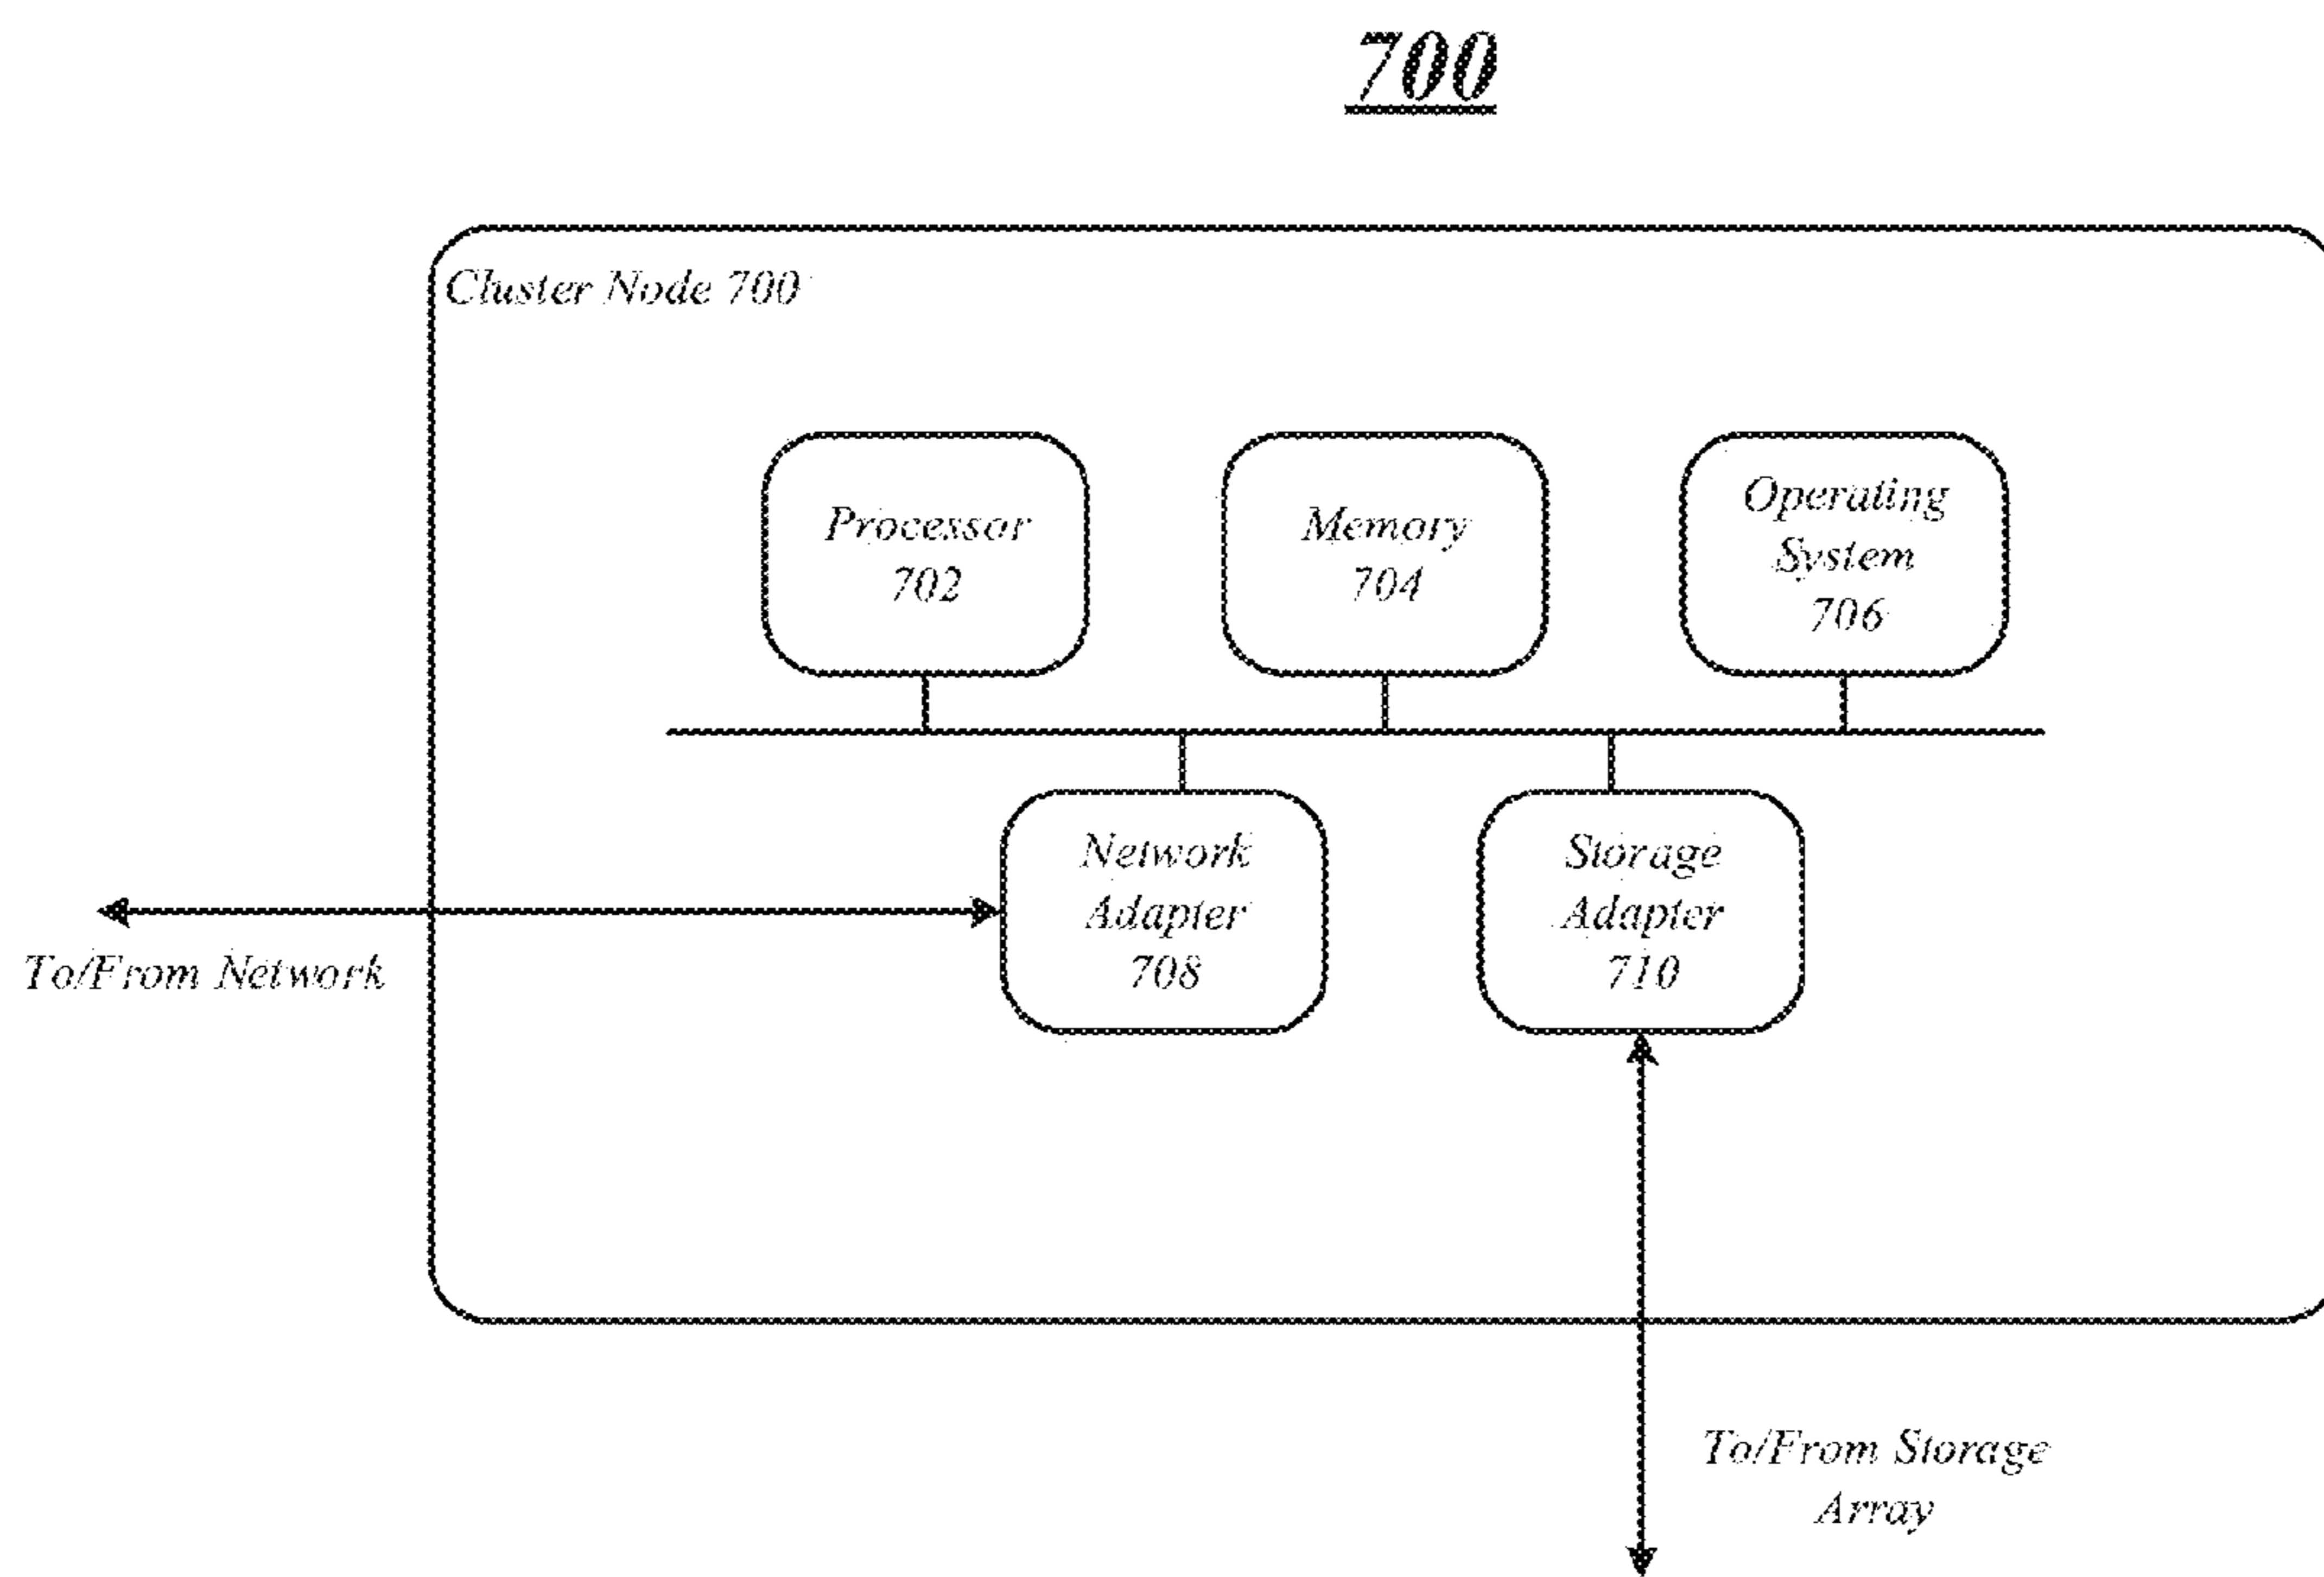 700
Cluster Node 700
Processor
702
Memory
704
Operating
System
706
Network
Adapter
708
Storage
Adapter
710
To/From Network
To/From Storage
Array